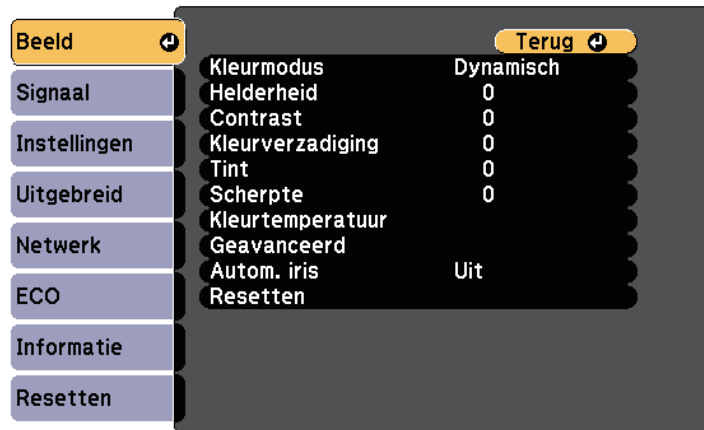 Beeld
Signaal
Instellingen
Uitgebreid
Netwerk
ECO
Informatie
Resetten
Terug
Kleurmodus Dynamisch
Helderheid 0
Contrast 0
Kleurverzadiging 0
Tint 0
Scherpte 0
Kleurtemperatuur
Geavanceerd
Autom. iris Uit
Resetten